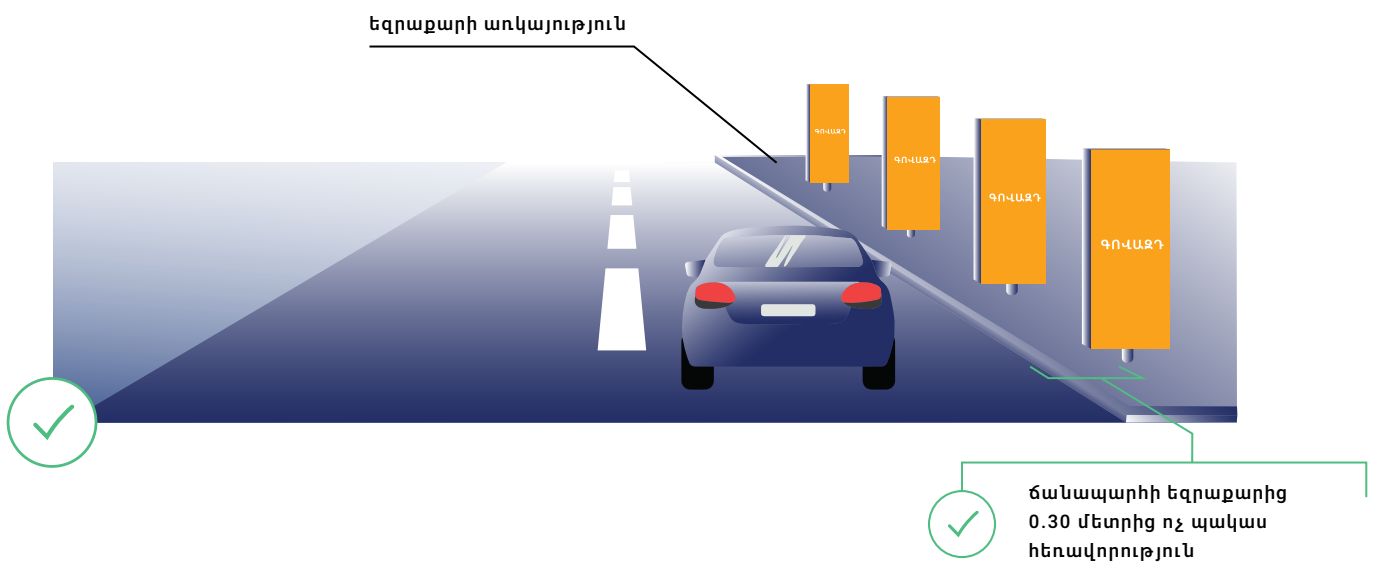 եզրաքարի առկայություն
ԳՈՎԱԶԴ
ԳՈՎԱԶԴ
ԳՈՎԱԶԴ
ԳՈՎԱԶԴ
ճանապարհի եզրաքարից
0.30 մետրից ոչ պակաս
հեռավորություն